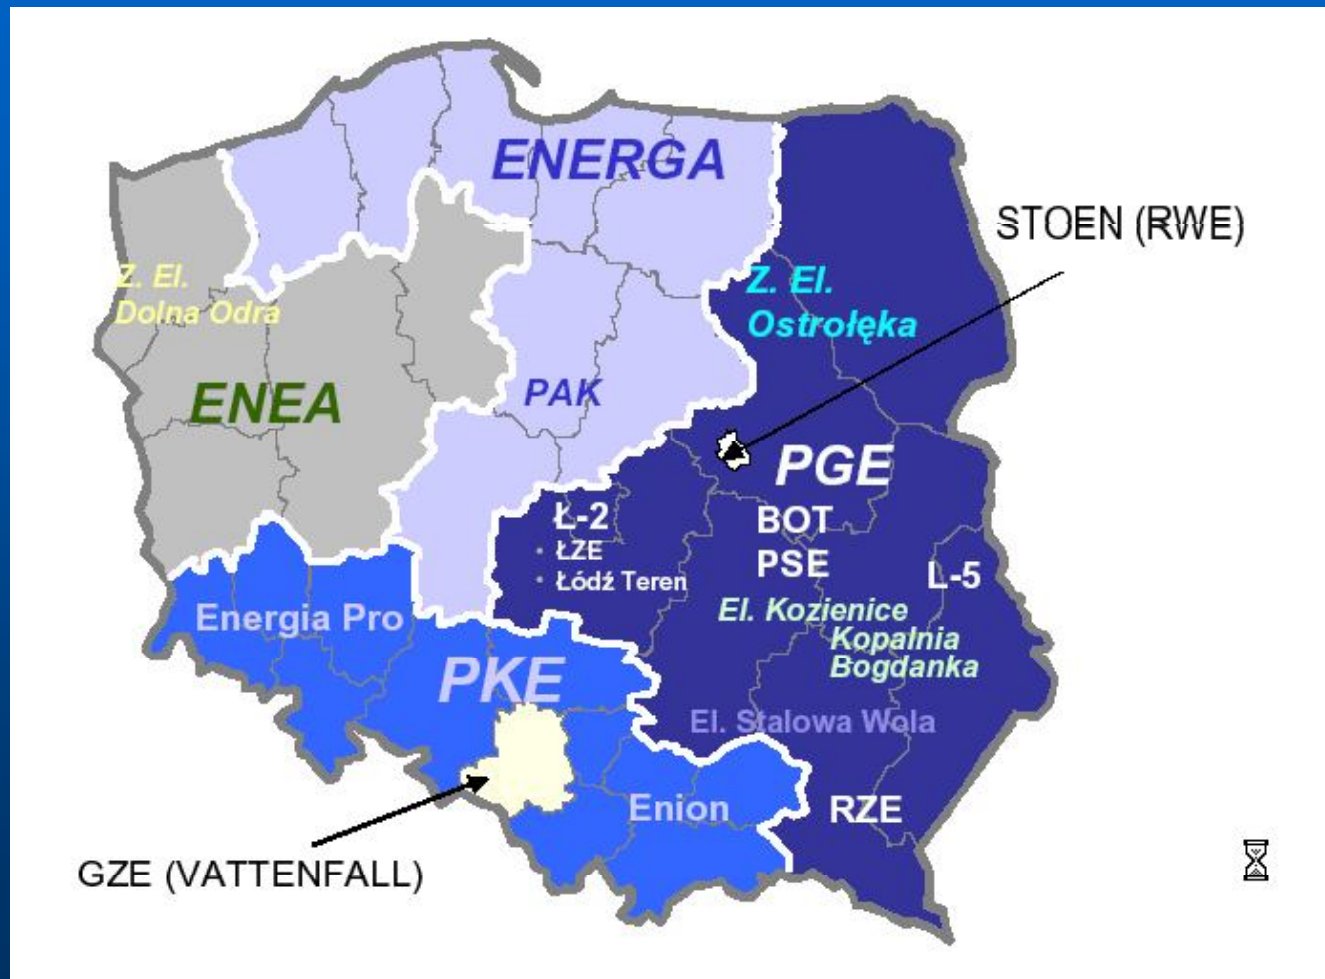 ENERGA
STOEN (RWE)
Z. El.
Dolna Odra
Z. El.
Ostrołęka
ENEA
PAK
PGE
Ł-2
• ŁZE
• Łódź Teren
BOT
PSE
L-5
El. Kozienice
Kopalnia
Bogdanka
Energia Pro
PKE
El. Stalowa Wola
Enion
RZE
GZE (VATTENFALL)